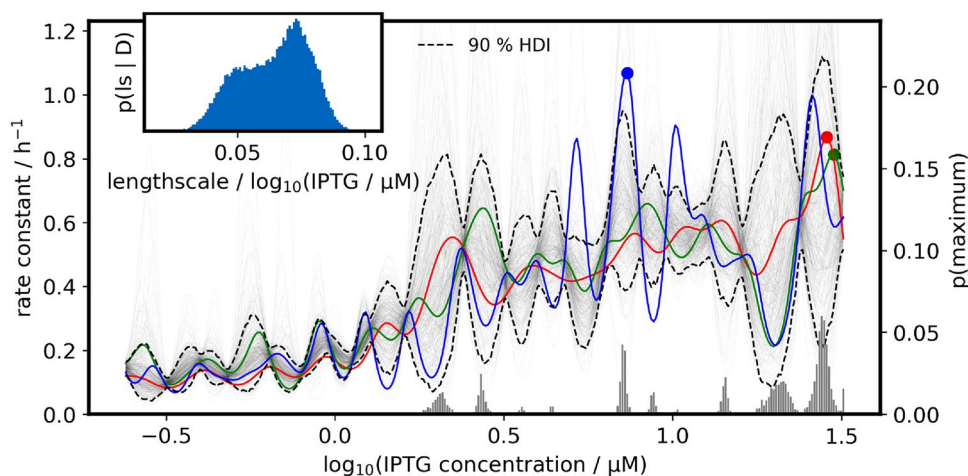 p(ls | D)
0.05 0.10
lengthscale / log₁₀(IPTG / μM)
90 % HDI
rate constant / h⁻¹
1.2
1.0
0.8
0.6
0.4
0.2
0.0
p(maximum)
0.20
0.15
0.10
0.05
0.00
−0.5 0.0 0.5 1.0 1.5
log₁₀(IPTG concentration / μM)